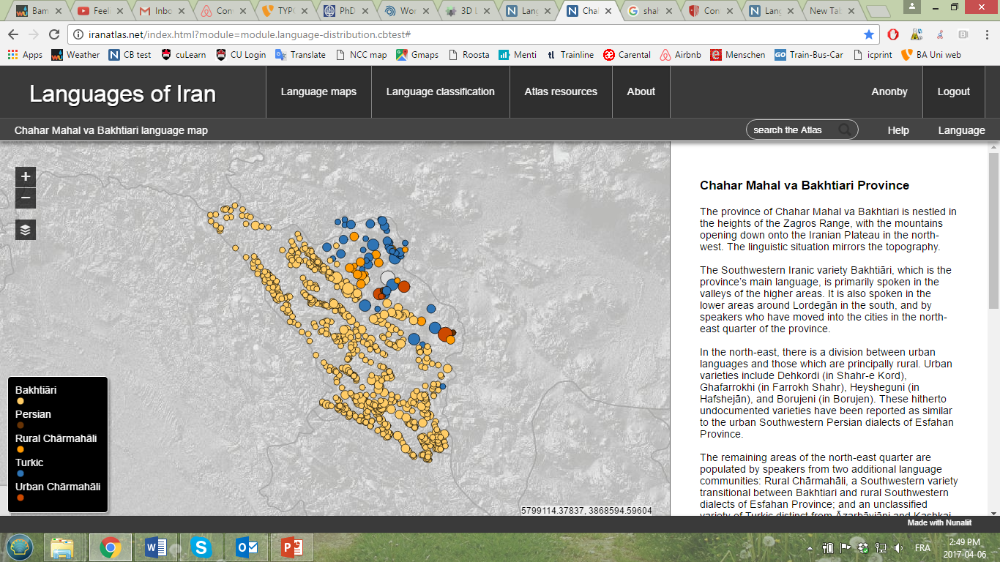 Bam
Feeli
Inbo
Con
TYPO
PhD
Wor
3D L
Lang
Cha
shah
Con
Lang
New Tab
iranatlas.net/index.html?module=module.language-distribution.cbtest#
Apps Weather CB test cuLearn CU Login Translate NCC map Gmaps Roosta Menti Trainline Carental Airbnb Menschen Train-Bus-Car icprint BA Uni web
Languages of Iran
Language maps Language classification Atlas resources About Anonby Logout
Chahar Mahal va Bakhtiari language map search the Atlas Help Language
+
−
Bakhtiāri
Persian
Rural Chārmahāli
Turkic
Urban Chārmahāli
5799114.37837, 3868594.59604
Chahar Mahal va Bakhtiari Province
The province of Chahar Mahal va Bakhtiari is nestled in
the heights of the Zagros Range, with the mountains
opening down onto the Iranian Plateau in the north-
west. The linguistic situation mirrors the topography.
The Southwestern Iranic variety Bakhtiāri, which is the
province's main language, is primarily spoken in the
valleys of the higher areas. It is also spoken in the
lower areas around Lordegān in the south, and by
speakers who have moved into the cities in the north-
east quarter of the province.
In the north-east, there is a division between urban
languages and those which are principally rural. Urban
varieties include Dehkordi (in Shahr-e Kord),
Ghafarrokhi (in Farrokh Shahr), Heysheguni (in
Hafshejān), and Borujeni (in Borujen). These hitherto
undocumented varieties have been reported as similar
to the urban Southwestern Persian dialects of Esfahan
Province.
The remaining areas of the north-east quarter are
populated by speakers from two additional language
communities: Rural Chārmahāli, a Southwestern variety
transitional between Bakhtiari and rural Southwestern
dialects of Esfahan Province; and an unclassified
variety of Turkic distinct from Āzarbāyjāni and Kashkai
Made with Nunaliit
FRA
2:49 PM
2017-04-06